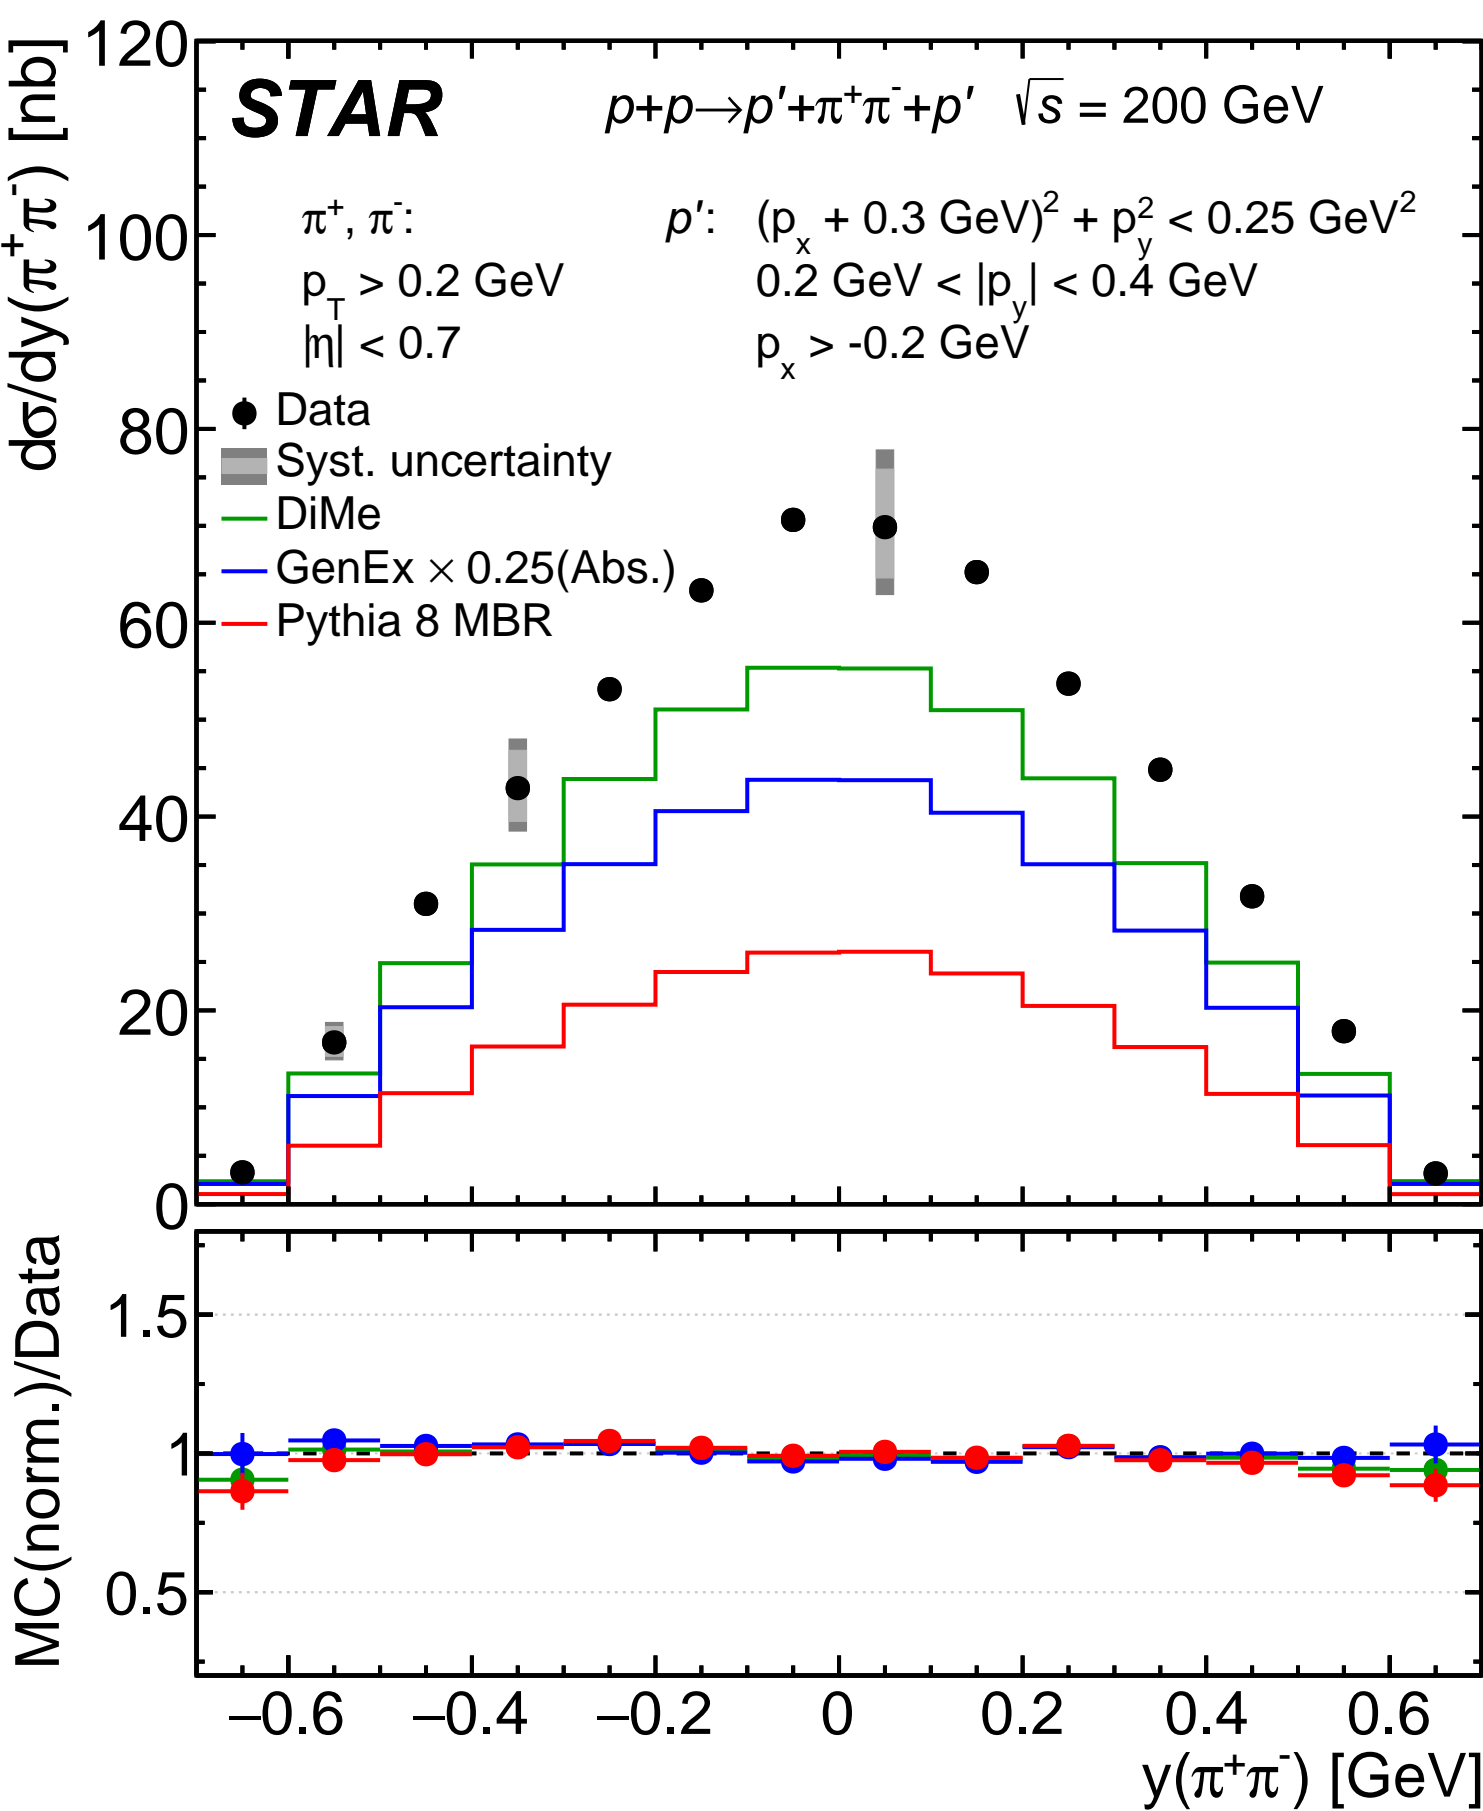 120
100
80
60
40
20
0
dσ/dy(π⁺π⁻) [nb]
STAR p+p→p′+π⁺π⁻+p′ √s = 200 GeV
π⁺, π⁻: p′: (pₓ + 0.3 GeV)² + p_y² < 0.25 GeV²
p_T > 0.2 GeV 0.2 GeV < |p_y| < 0.4 GeV
|η| < 0.7 pₓ > -0.2 GeV
Data
Syst. uncertainty
DiMe
GenEx × 0.25(Abs.)
Pythia 8 MBR
MC(norm.)/Data
1.5
1
0.5
−0.6 −0.4 −0.2 0 0.2 0.4 0.6
y(π⁺π⁻) [GeV]